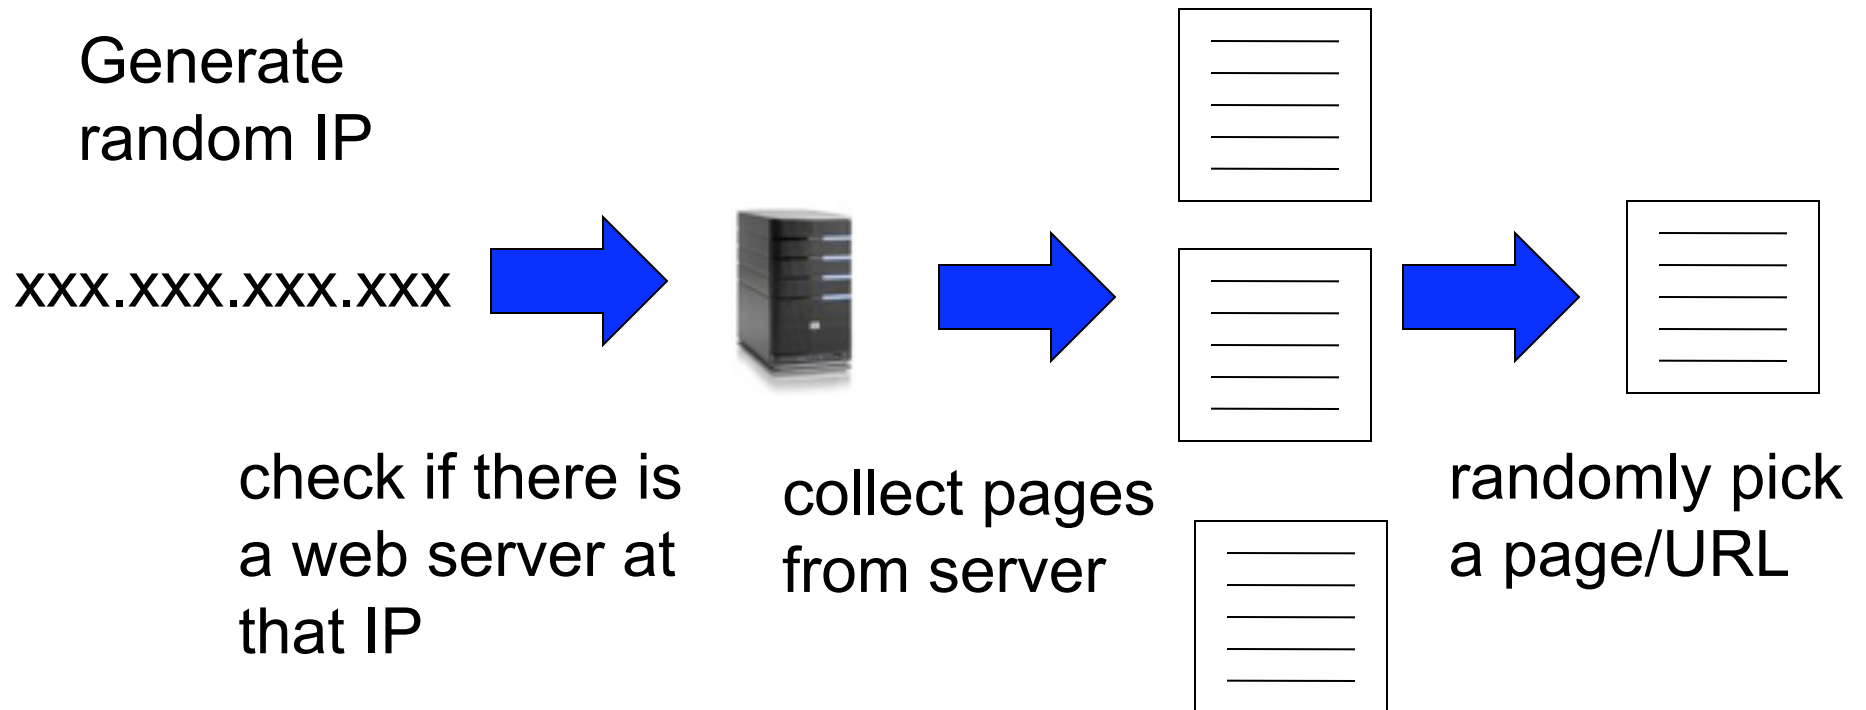 Generate
random IP
xxx.xxx.xxx.xxx
check if there is
a web server at
that IP
collect pages
from server
randomly pick
a page/URL